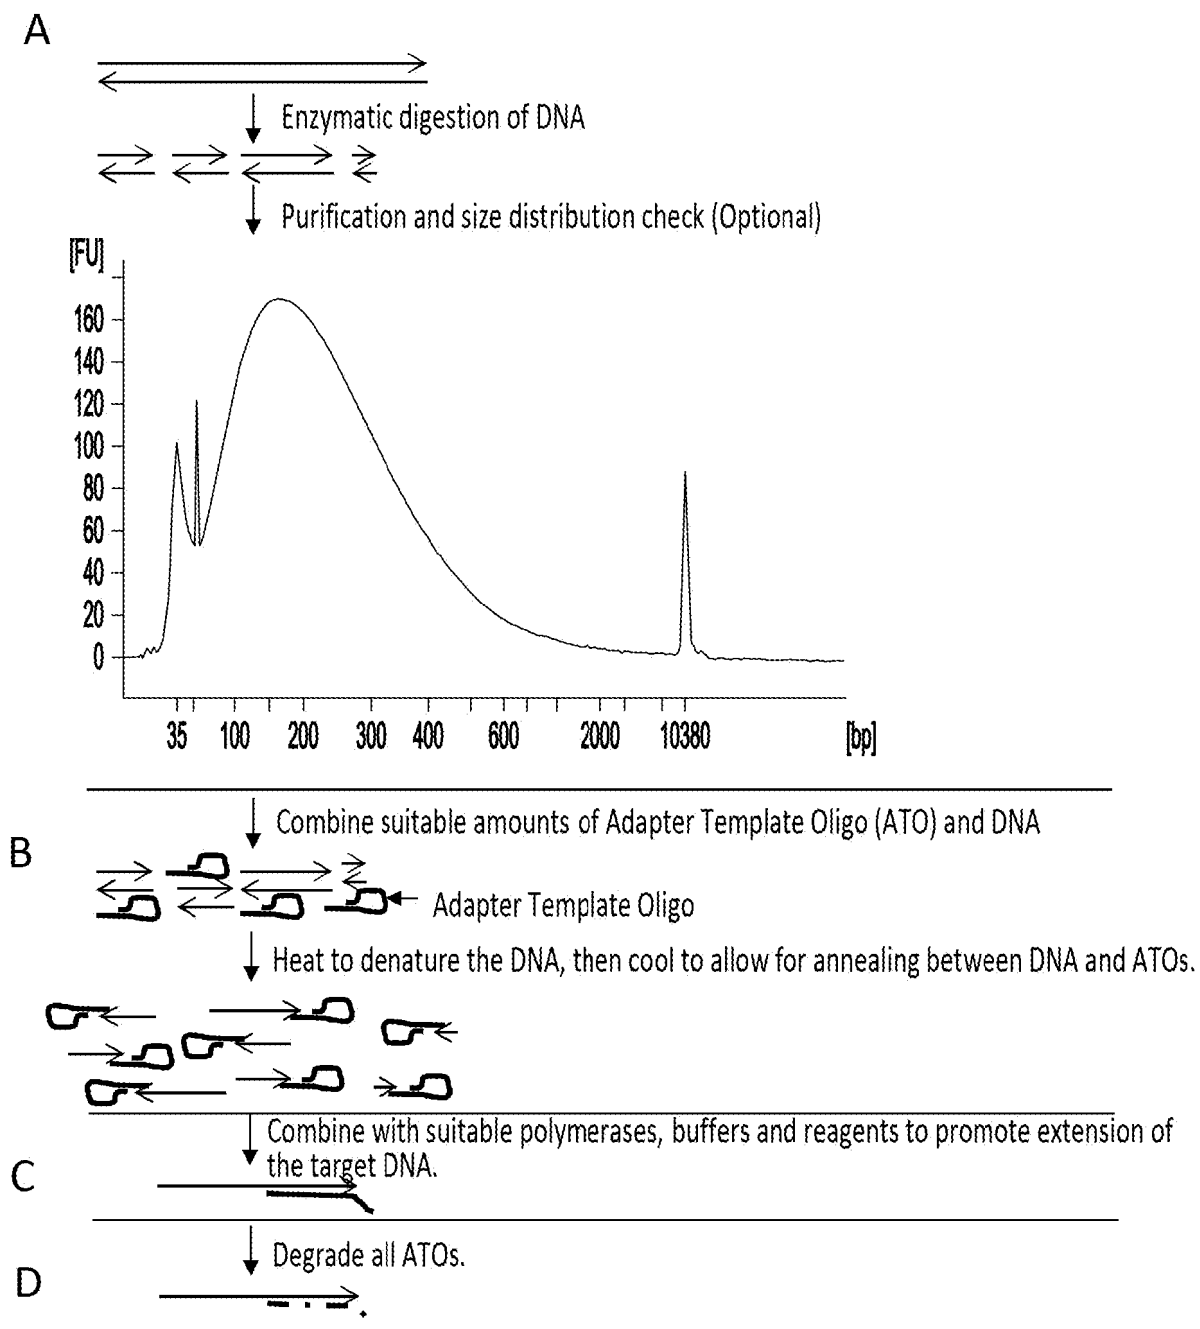 A
Enzymatic digestion of DNA
Purification and size distribution check (Optional)
[FU]
160
140
120
100
80
60
40
20
0
35 100 200 300 400 600 2000 10380 [bp]
Combine suitable amounts of Adapter Template Oligo (ATO) and DNA
B
Adapter Template Oligo
Heat to denature the DNA, then cool to allow for annealing between DNA and ATOs.
Combine with suitable polymerases, buffers and reagents to promote extension of
the target DNA.
C
Degrade all ATOs.
D